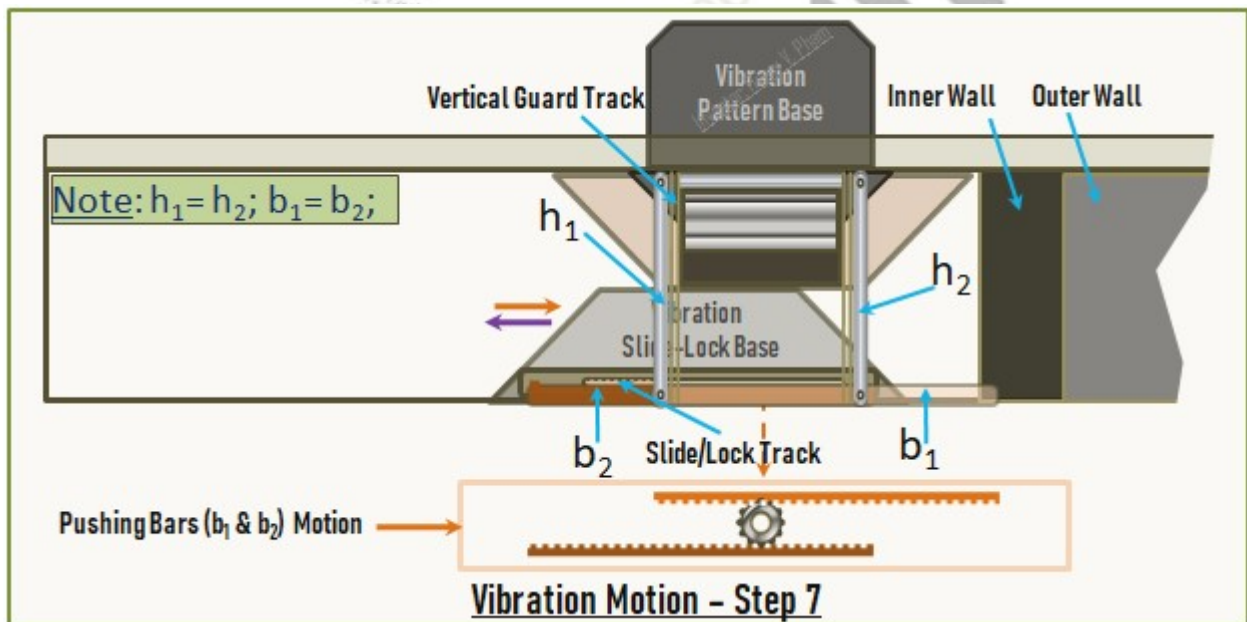 Vibration
Pattern Base
Vertical Guard Track
Inner Wall
Outer Wall
Note: h₁= h₂; b₁= b₂;
h₁
h₂
Vibration
Slide-Lock Base
b₂
Slide/Lock Track
b₁
Pushing Bars (b₁ & b₂) Motion
Vibration Motion – Step 7